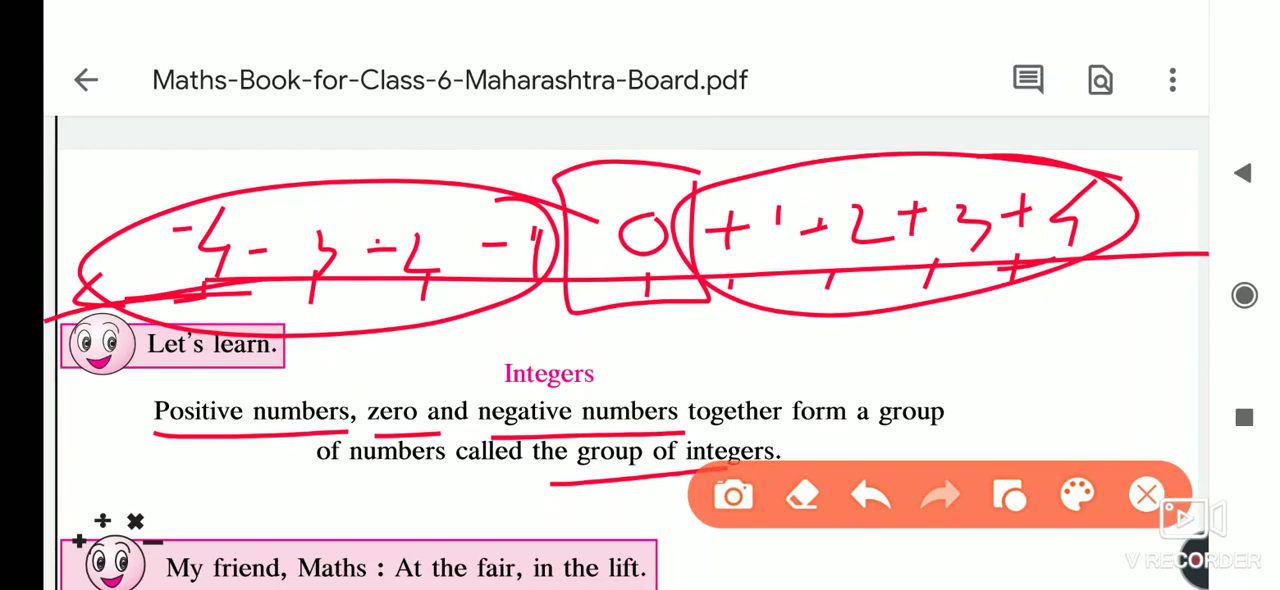 Maths-Book-for-Class-6-Maharashtra-Board.pdf
-4 -3 -2 -1 0 +1 +2 +3 +4
Let's learn.
Integers
Positive numbers, zero and negative numbers together form a group
of numbers called the group of integers.
My friend, Maths : At the fair, in the lift.
V RECORDER